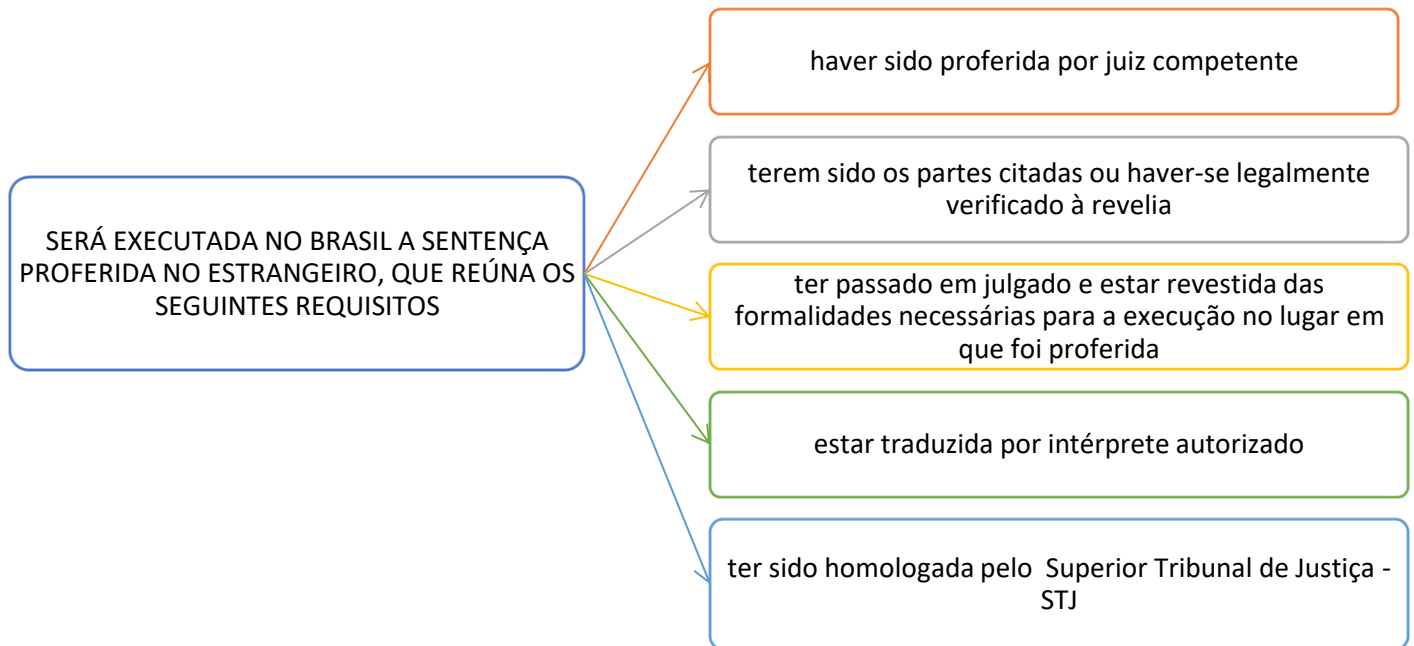 SERÁ EXECUTADA NO BRASIL A SENTENÇA
PROFERIDA NO ESTRANGEIRO, QUE REÚNA OS
SEGUINTES REQUISITOS
haver sido proferida por juiz competente
terem sido os partes citadas ou haver-se legalmente
verificado à revelia
ter passado em julgado e estar revestida das
formalidades necessárias para a execução no lugar em
que foi proferida
estar traduzida por intérprete autorizado
ter sido homologada pelo Superior Tribunal de Justiça -
STJ